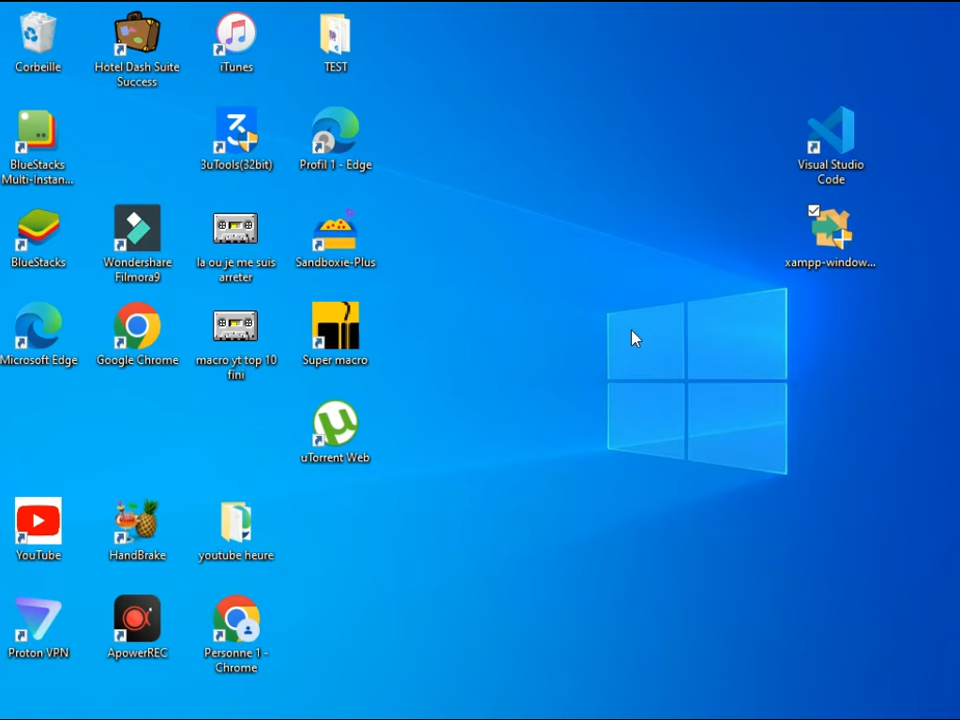 Corbeille
Hotel Dash Suite
Success
iTunes
TEST
BlueStacks
Multi-Instan...
3uTools(32bit)
Profil 1 - Edge
Visual Studio
Code
BlueStacks
Wondershare
Filmora9
la ou je me suis
arreter
Sandboxie-Plus
xampp-window...
Microsoft Edge
Google Chrome
macro yt top 10
fini
Super macro
uTorrent Web
YouTube
HandBrake
youtube heure
Proton VPN
ApowerREC
Personne 1 -
Chrome